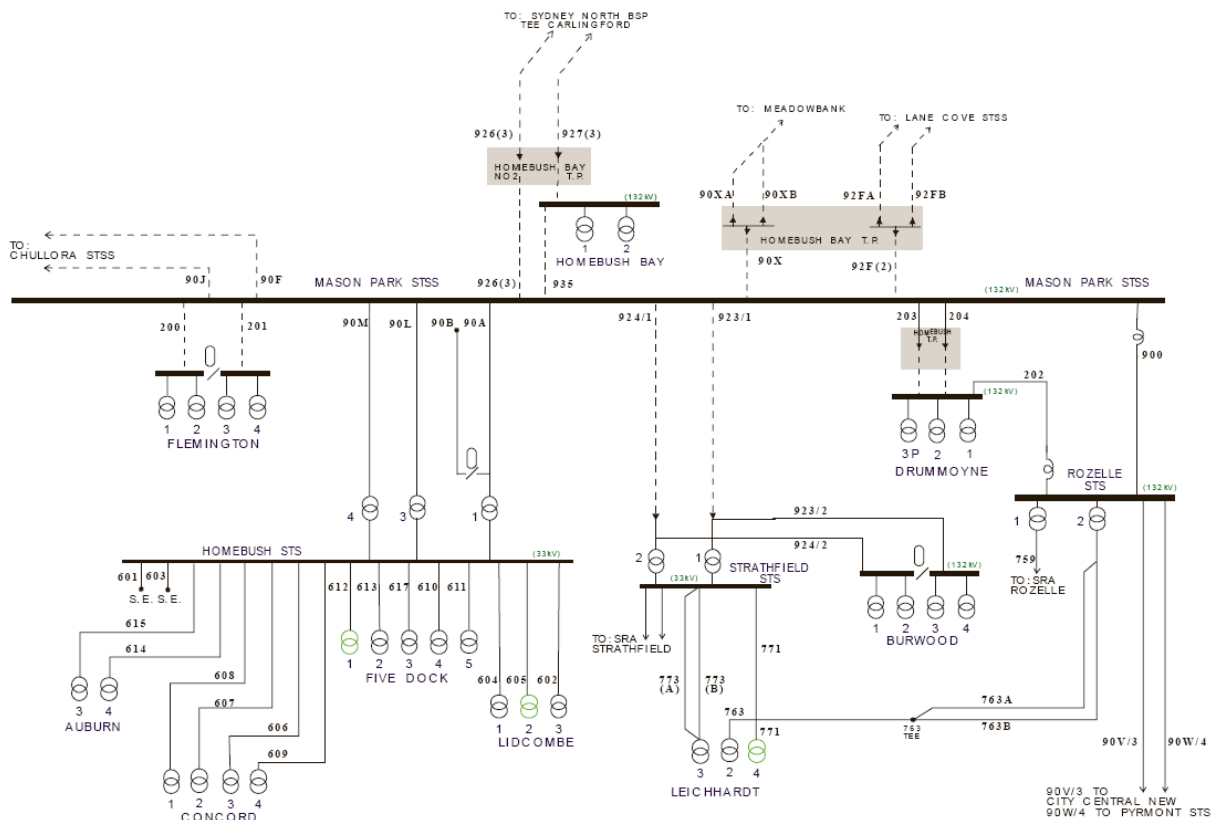 TO: SYDNEY NORTH BSP
TEE CARLINGFORD
TO: MEADOWBANK
TO: LANE COVE STSS
926(3)
927(3)
HOMEBUSH BAY
NO2 T.P.
(132kV)
1 2
HOMEBUSH BAY
90XA
90XB
92FA
92FB
HOMEBUSH BAY T.P.
90X
92F(2)
TO:
CHULLORA STSS
90J
90F
MASON PARK STSS
926(3)
935
(132kV)
MASON PARK STSS
200
201
90M
90L
90B
90A
924/1
923/1
203
204
HOMEBUSH
T.P.
900
202
(132kV)
1 2 3 4
FLEMINGTON
3P 2 1
DRUMMOYNE
ROZELLE
STS
(132kV)
4
3
1
1
2
923/2
924/2
HOMEBUSH STS
(33kV)
2
1
STRATHFIELD
STS
(33kV)
(132kV)
759
TO: SRA
ROZELLE
601
603
S.E. S.E.
612
613
617
610
611
1 2 3 4 5
FIVE DOCK
1 2 3 4
BURWOOD
TO: SRA
STRATHFIELD
615
614
3 4
AUBURN
608
607
606
609
604
605
602
1 2 3
LIDCOMBE
773
(A)
773
(B)
771
763
771
763A
763B
763
TEE
3 2 4
LEICHHARDT
90V/3
90W/4
1 2 3 4
CONCORD
90V/3 TO
CITY CENTRAL NEW
90W/4 TO PYRMONT STS